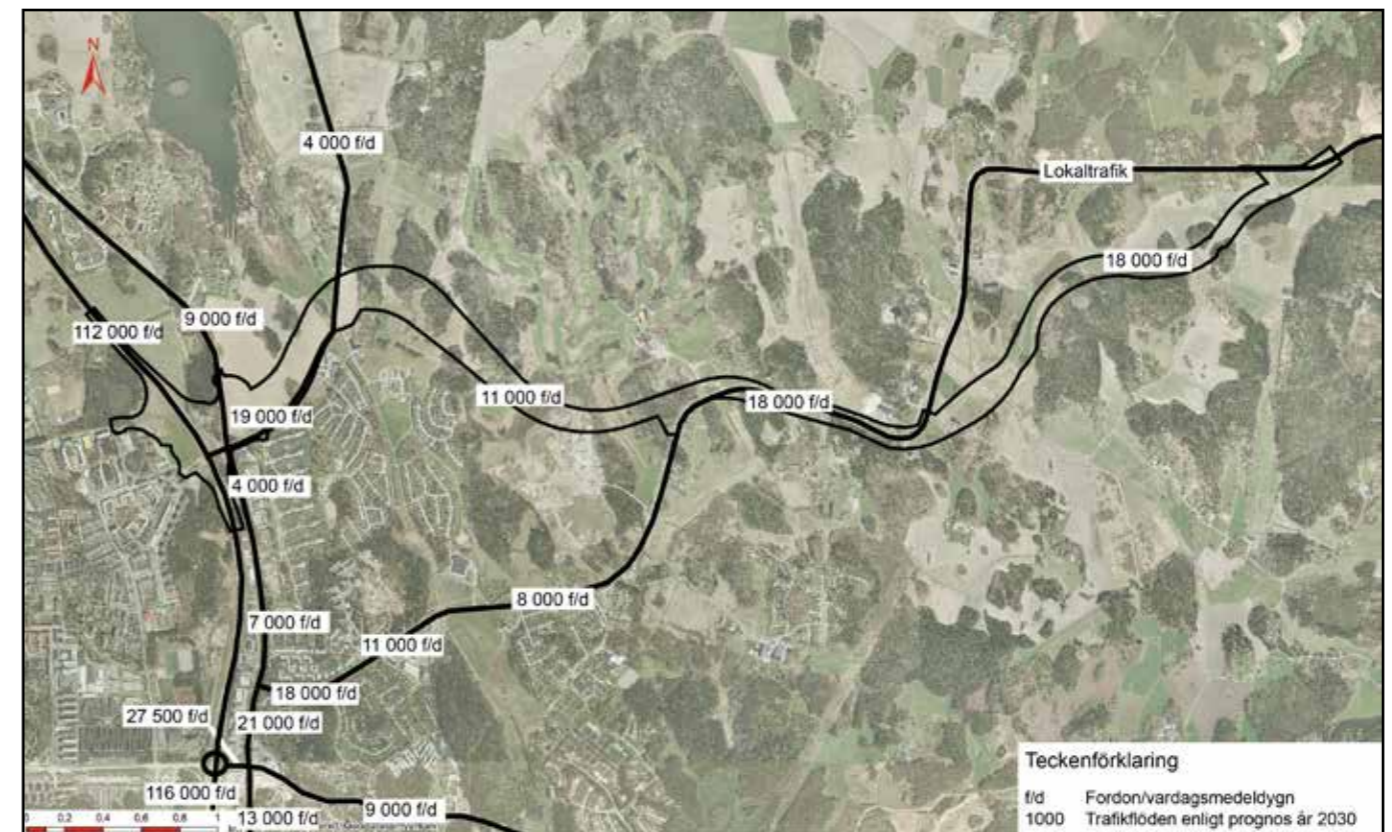 N
4 000 f/d
Lokaltrafik
18 000 f/d
9 000 f/d
112 000 f/d
11 000 f/d
18 000 f/d
19 000 f/d
4 000 f/d
8 000 f/d
7 000 f/d
11 000 f/d
18 000 f/d
27 500 f/d
21 000 f/d
116 000 f/d
9 000 f/d
13 000 f/d
0 0,2 0,4 0,6 0,8 1
Teckenförklaring
f/d Fordon/vardagsmedeldygn
1000 Trafikflöden enligt prognos år 2030